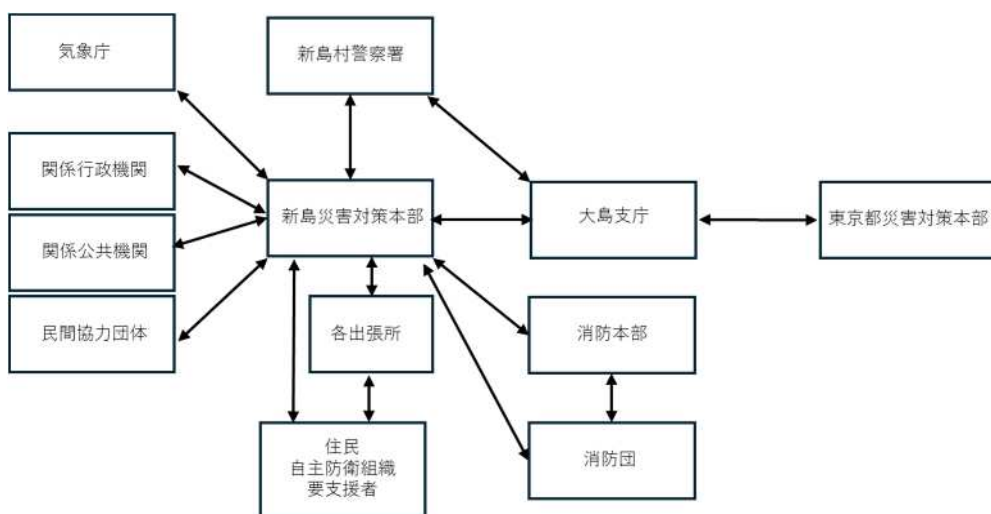 気象庁
新島村警察署
関係行政機関
新島災害対策本部
大島支庁
東京都災害対策本部
関係公共機関
民間協力団体
各出張所
消防本部
住民
自主防衛組織
要支援者
消防団